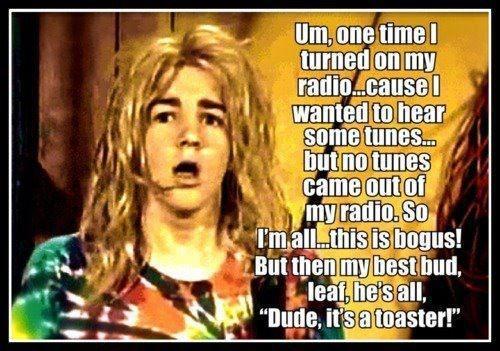 Um, one time I
turned on my
radio...cause I
wanted to hear
some tunes...
but no tunes
came out of
my radio. So
I'm all...this is bogus!
But then my best bud,
leaf, he's all,
"Dude, it's a toaster!"